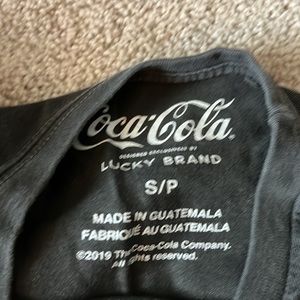 Coca-Cola
DESIGNED EXCLUSIVELY BY
LUCKY BRAND
S/P
MADE IN GUATEMALA
FABRIQUÉ AU GUATEMALA
©2019 The Coca-Cola Company.
All rights reserved.